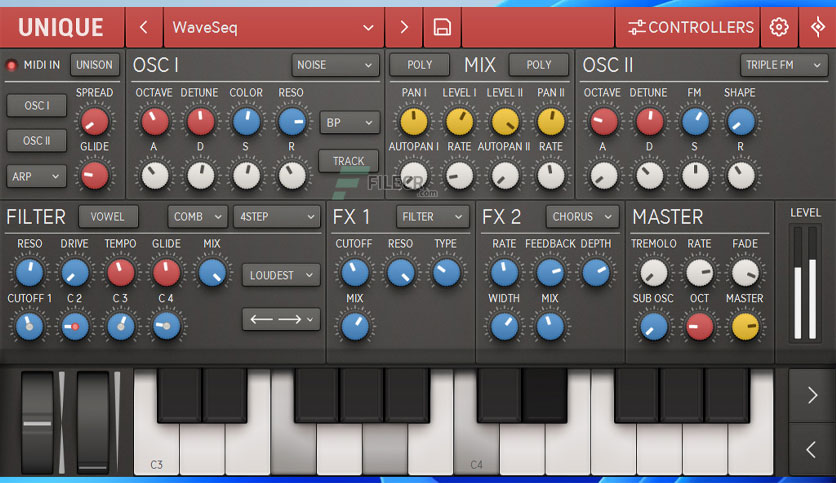 UNIQUE WaveSeq CONTROLLERS
MIDI IN UNISON OSC I NOISE POLY MIX POLY OSC II TRIPLE FM
SPREAD OCTAVE DETUNE COLOR RESO PAN I LEVEL I LEVEL II PAN II OCTAVE DETUNE FM SHAPE
OSC I BP
OSC II GLIDE A D S R AUTOPAN I RATE AUTOPAN II RATE A D S R
ARP TRACK
FILECR
.com
FILTER VOWEL COMB 4STEP FX 1 FILTER FX 2 CHORUS MASTER LEVEL
RESO DRIVE TEMPO GLIDE MIX CUTOFF RESO TYPE RATE FEEDBACK DEPTH TREMOLO RATE FADE
LOUDEST
CUTOFF 1 C 2 C 3 C 4 MIX WIDTH MIX SUB OSC OCT MASTER
C3 C4